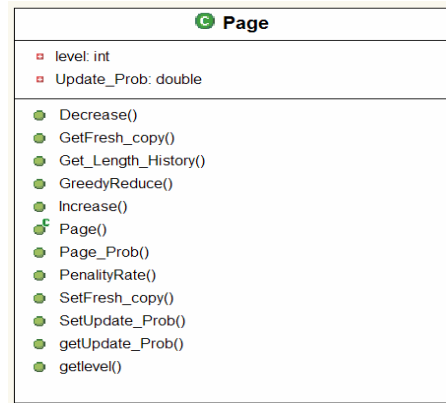 C Page
level: int
Update_Prob: double
Decrease()
GetFresh_copy()
Get_Length_History()
GreedyReduce()
Increase()
C Page()
Page_Prob()
PenalityRate()
SetFresh_copy()
SetUpdate_Prob()
getUpdate_Prob()
getlevel()